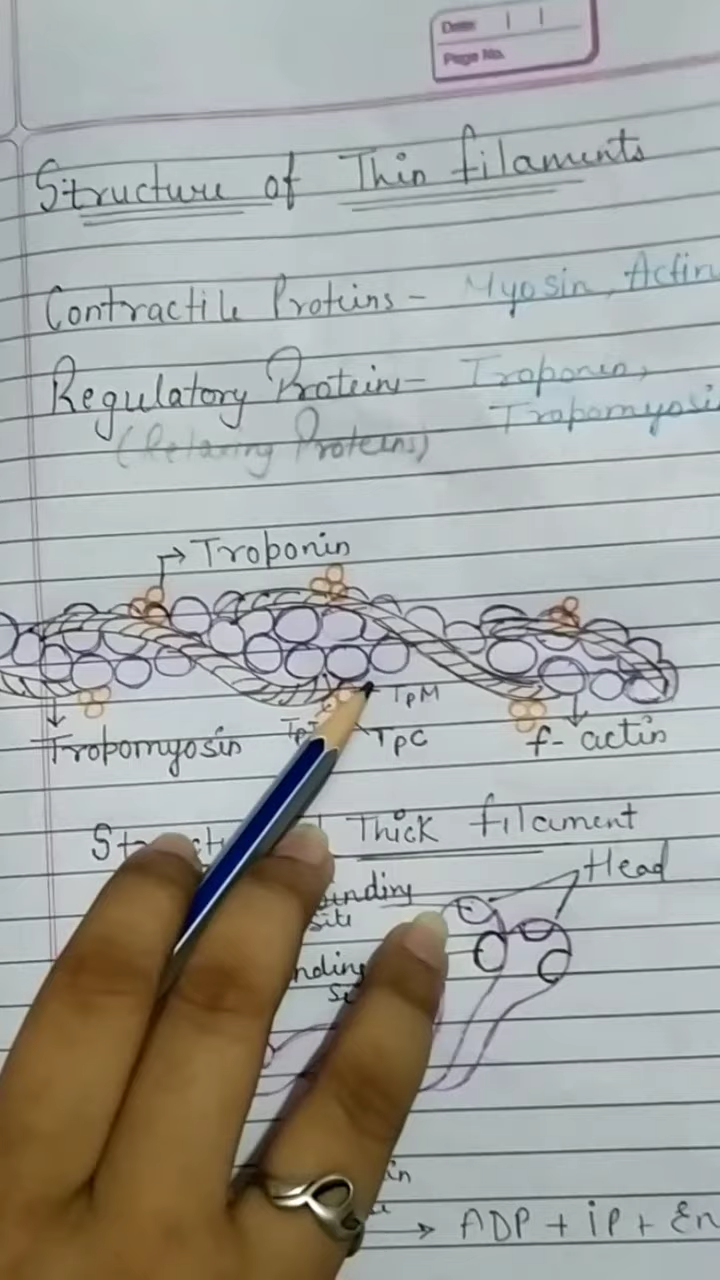 Date
Page No.
Structure of Thin filaments
Contractile Proteins - Myosin, Actin
Regulatory Protein - Troponin,
Tropomyosin
(Relaxing Proteins)
Troponin
TpM
TpC
Tropomyosin
f-actin
Thick filament
Head
site
ADP + iP + En